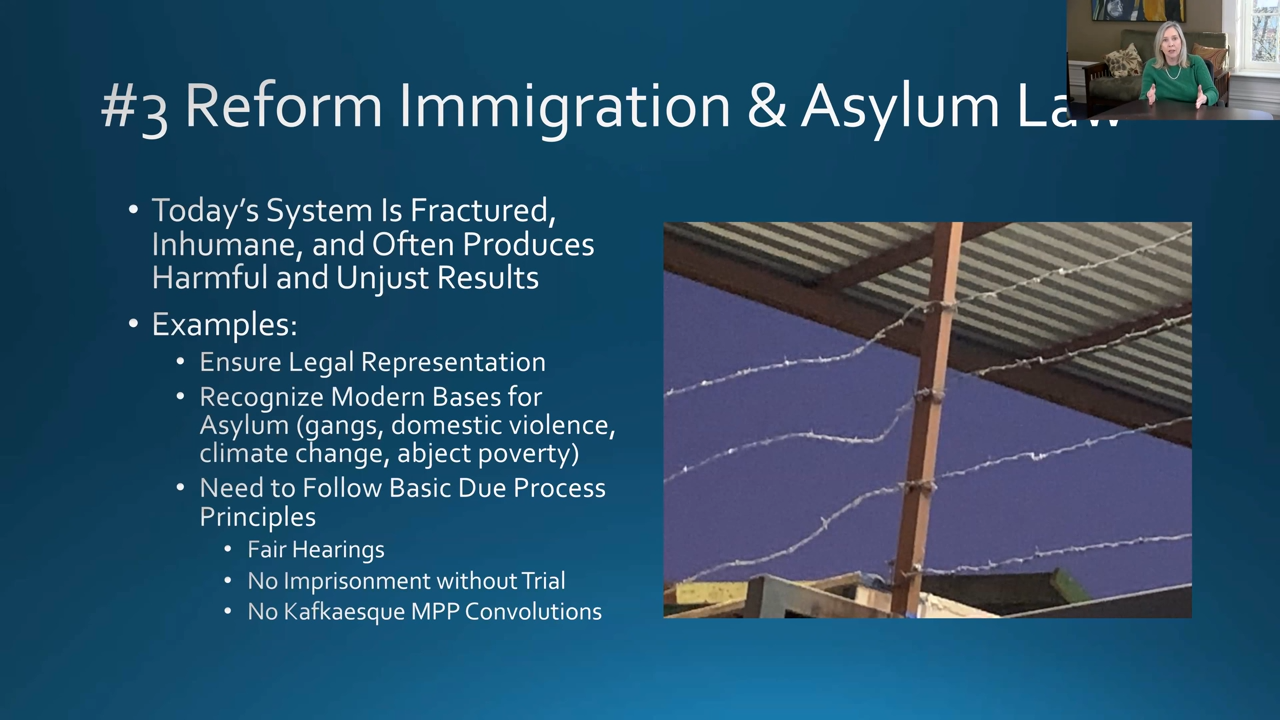 #3 Reform Immigration & Asylum Law
• Today's System Is Fractured,
Inhumane, and Often Produces
Harmful and Unjust Results
• Examples:
• Ensure Legal Representation
• Recognize Modern Bases for
Asylum (gangs, domestic violence,
climate change, abject poverty)
• Need to Follow Basic Due Process
Principles
• Fair Hearings
• No Imprisonment without Trial
• No Kafkaesque MPP Convolutions